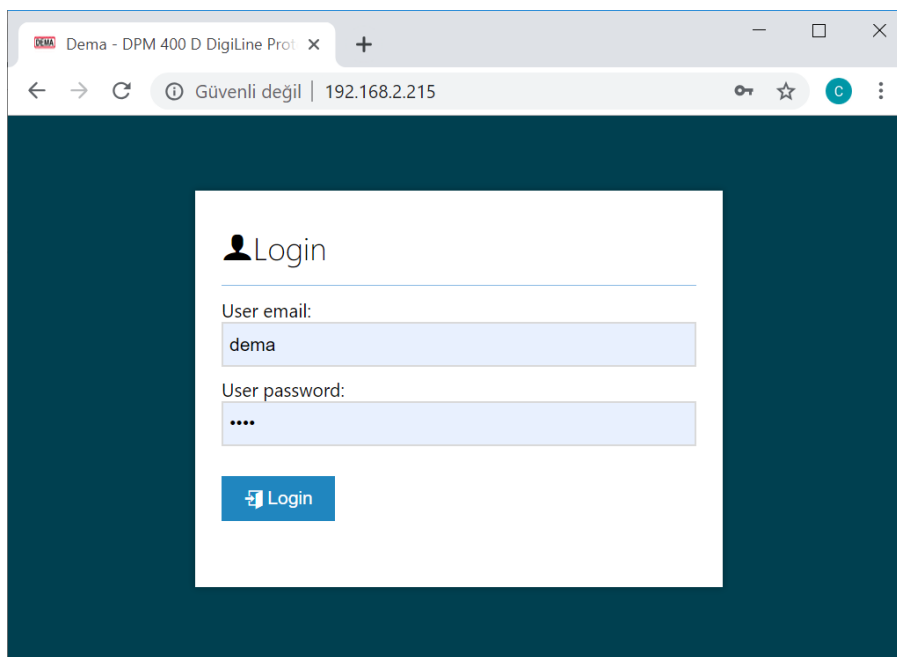 DEMA Dema - DPM 400 D DigiLine Prot
Güvenli değil | 192.168.2.215
C
Login
User email:
dema
User password:
••••
Login